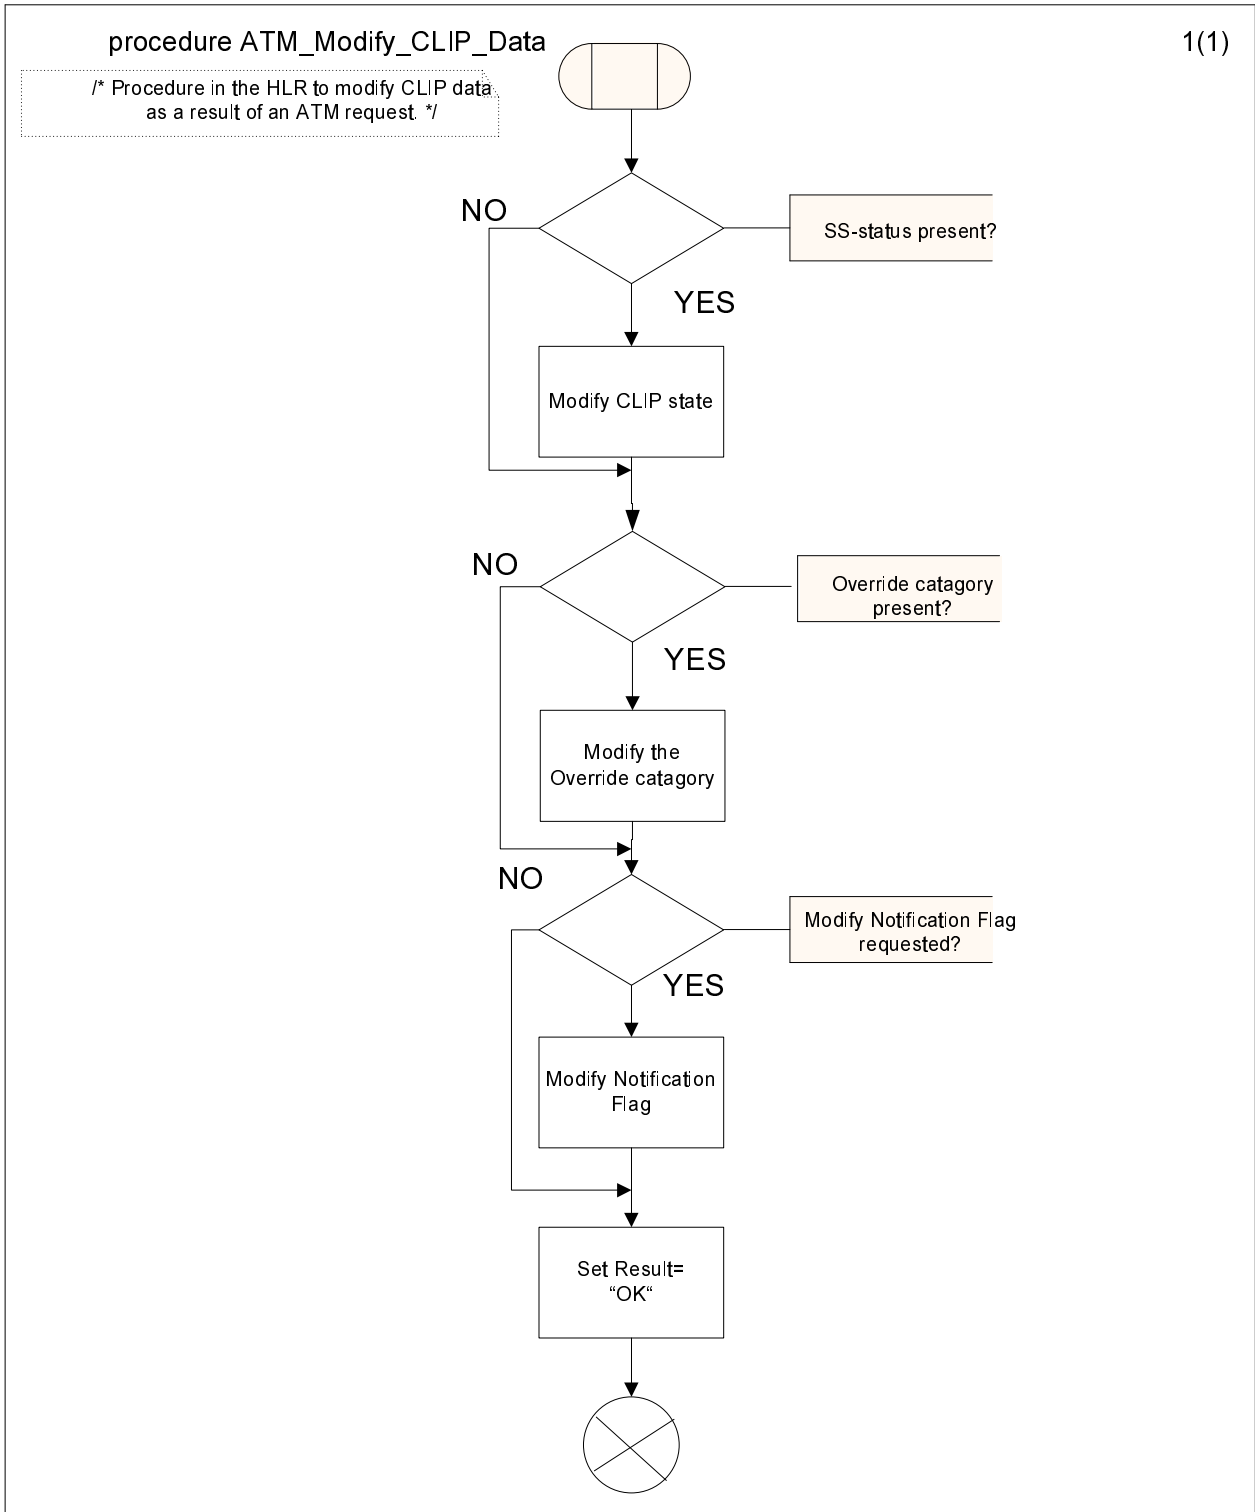 procedure ATM_Modify_CLIP_Data
1(1)
/* Procedure in the HLR to modify CLIP data
as a result of an ATM request. */
NO
SS-status present?
YES
Modify CLIP state
NO
Override catagory
present?
YES
Modify the
Override catagory
NO
Modify Notification Flag
requested?
YES
Modify Notification
Flag
Set Result=
“OK“